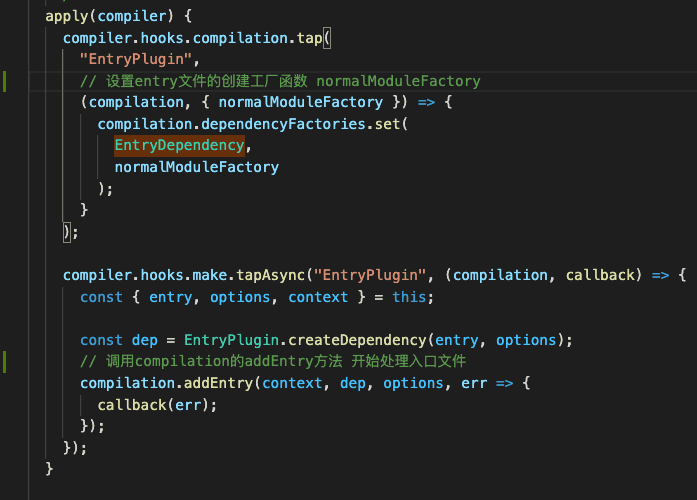 apply(compiler) {
compiler.hooks.compilation.tap(
"EntryPlugin",
// 设置entry文件的创建工厂函数 normalModuleFactory
(compilation, { normalModuleFactory }) => {
compilation.dependencyFactories.set(
EntryDependency,
normalModuleFactory
);
}
);
compiler.hooks.make.tapAsync("EntryPlugin", (compilation, callback) => {
const { entry, options, context } = this;
const dep = EntryPlugin.createDependency(entry, options);
// 调用compilation的addEntry方法 开始处理入口文件
compilation.addEntry(context, dep, options, err => {
callback(err);
});
});
}